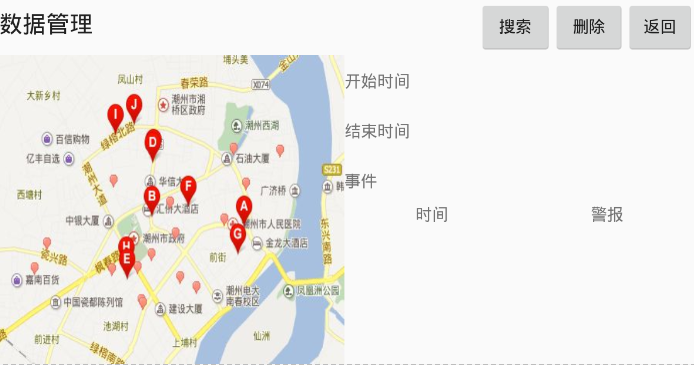 数据管理
搜索 删除 返回
埔头美
金山
凤山村
春荣路
X074
开始时间
大新乡村
潮州市湘
桥区政府
I
J
绿榕北路
潮州西湖
结束时间
百信购物
D
亿丰自选
石油大厦
潮州大道
S231
华信大
F
广济桥
韩
事件
西塘村
B
汇侨大酒店
A
时间 警报
中银大厦
潮州市人民医院
东兴南路
G
潮州市政府
金龙大酒店
H
E
瓷兴路
枫春路
前街
嘉南百货
潮州电大
南春校区
凤凰洲公园
中国瓷都陈列馆
建设大厦
池湖村
前进村
上埔村
仙洲
绿榕南路